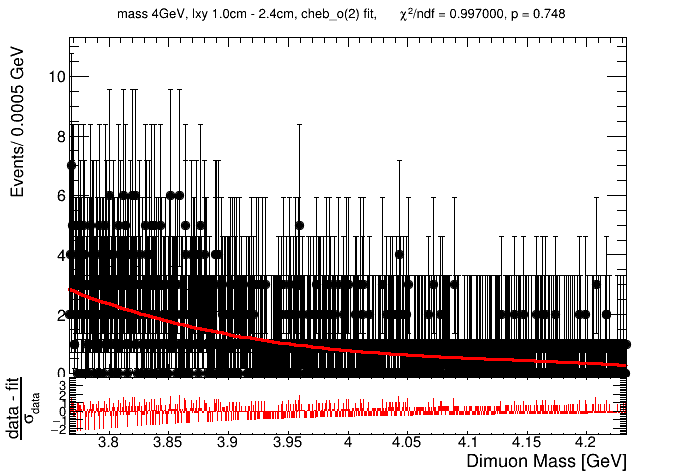 mass 4GeV, lxy 1.0cm - 2.4cm, cheb_o(2) fit, χ²/ndf = 0.997000, p = 0.748
Events/ 0.0005 GeV
10
8
6
4
2
0
data - fit
σdata
3
2
1
0
−1
−2
3.8 3.85 3.9 3.95 4 4.05 4.1 4.15 4.2
Dimuon Mass [GeV]